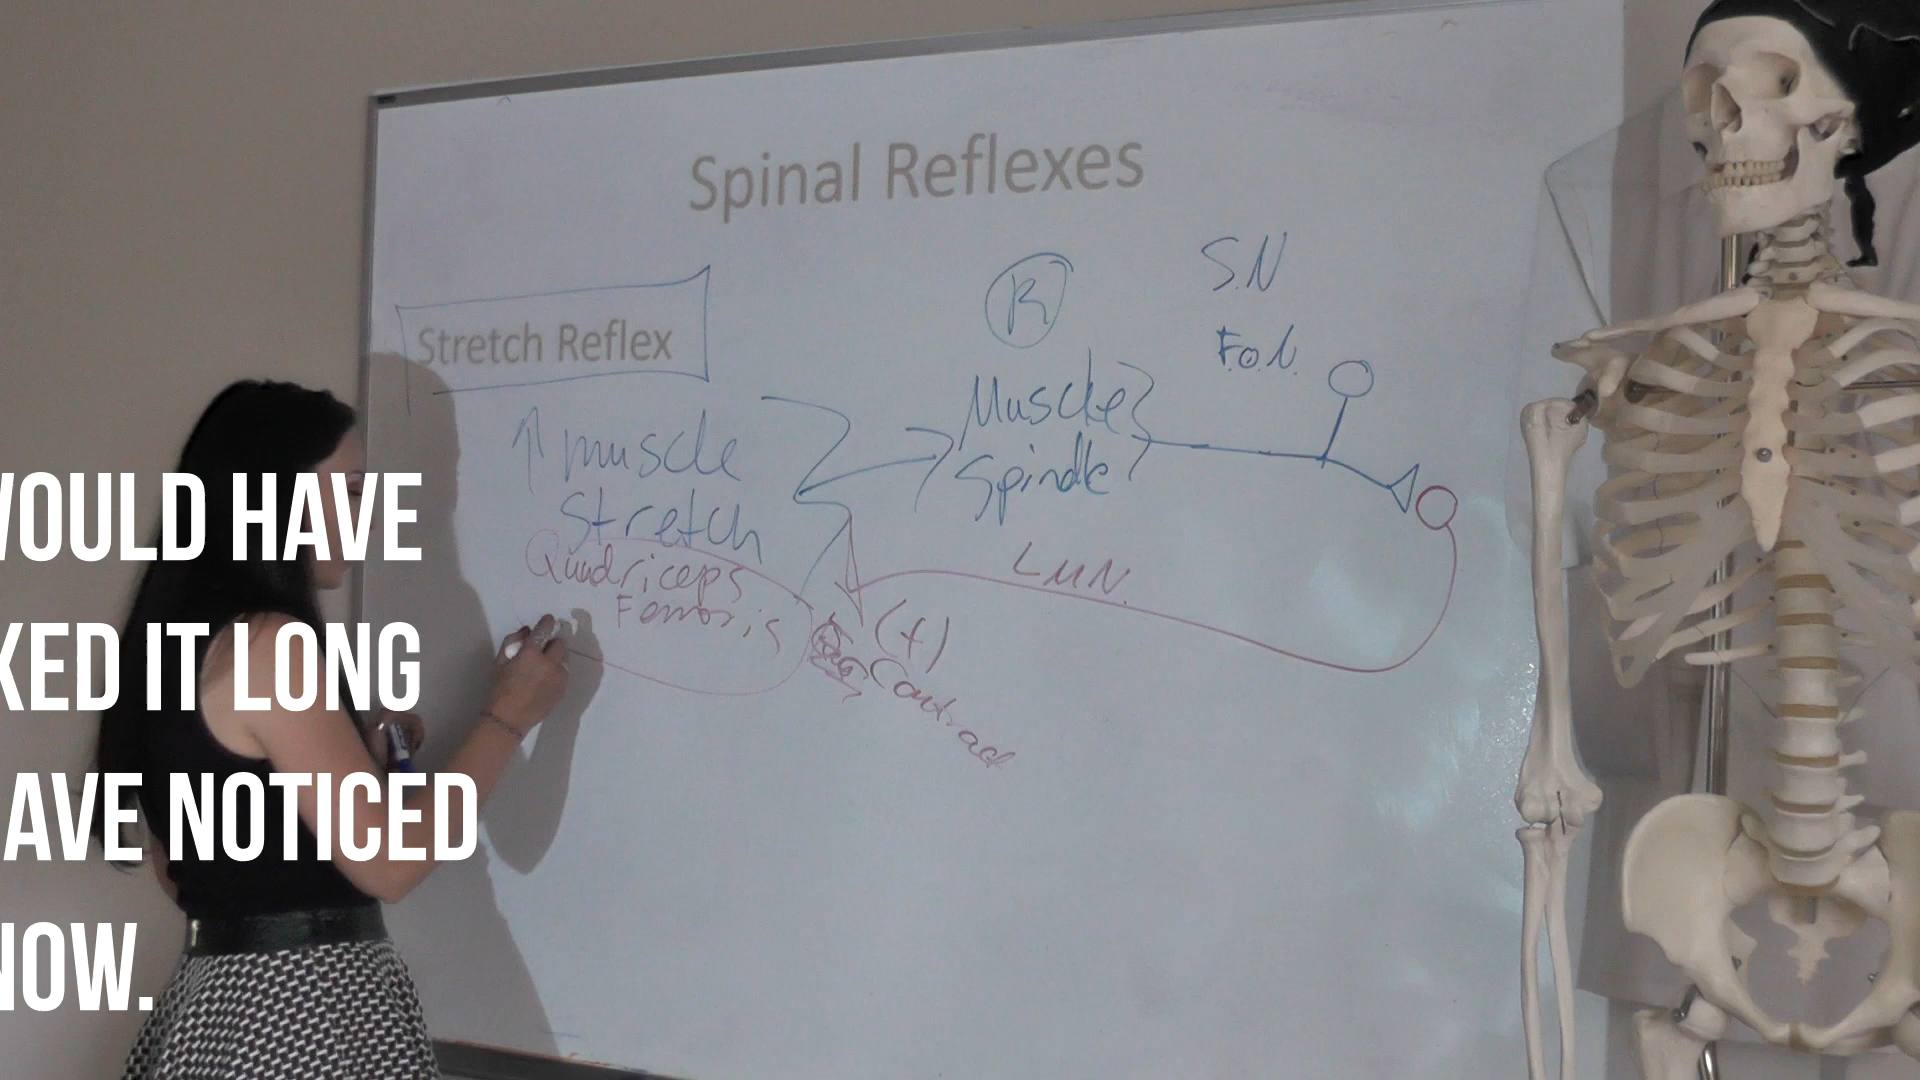 Spinal Reflexes
S.N
R
Stretch Reflex
F.O.N.
↑ muscle
stretch
Muscle
Spindle
Quadriceps
Femoris
LMN.
(+)
Contract
WOULD HAVE
KED IT LONG
AVE NOTICED
NOW.